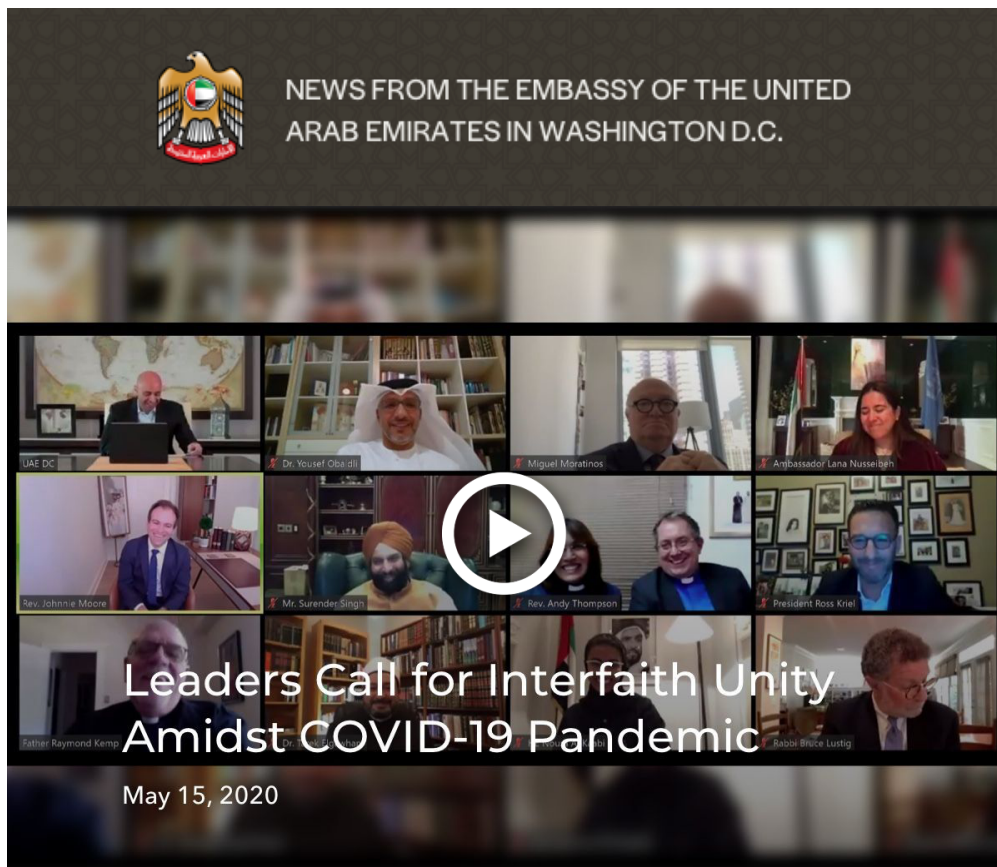 NEWS FROM THE EMBASSY OF THE UNITED
ARAB EMIRATES IN WASHINGTON D.C.
UAE DC
Dr. Yousef Obaidli
Miguel Moratinos
Ambassador Lana Nusseibeh
Rev. Johnnie Moore
Mr. Surender Singh
Rev. Andy Thompson
President Ross Kriel
Father Raymond Kemp
Dr.
Rabbi Bruce Lustig
Leaders Call for Interfaith Unity
Amidst COVID-19 Pandemic
May 15, 2020